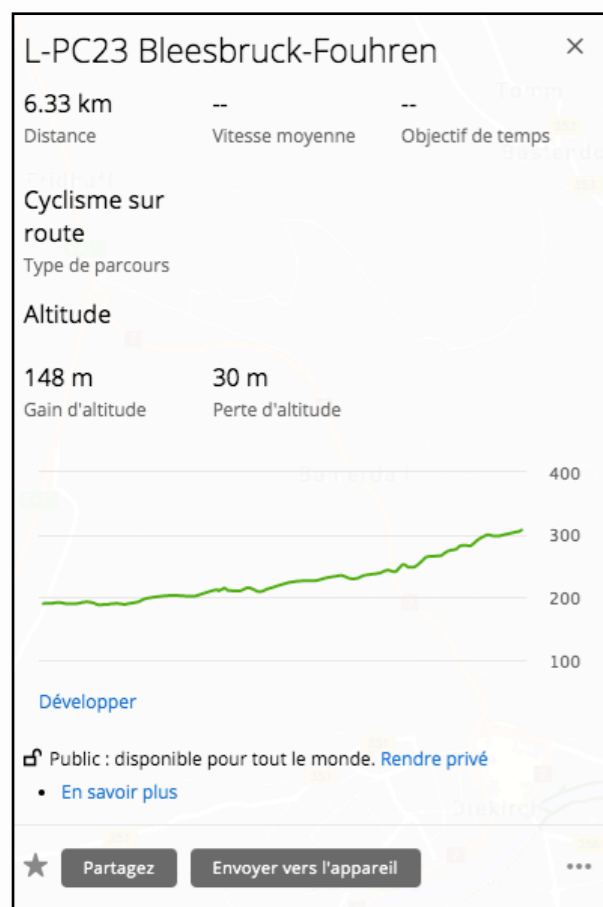 L-PC23 Bleesbruck-Fouhren
6.33 km -- --
Distance Vitesse moyenne Objectif de temps
Cyclisme sur
route
Type de parcours
Altitude
148 m 30 m
Gain d'altitude Perte d'altitude
400
300
200
100
Développer
Public : disponible pour tout le monde. Rendre privé
• En savoir plus
Diekirch
Partagez Envoyer vers l'appareil